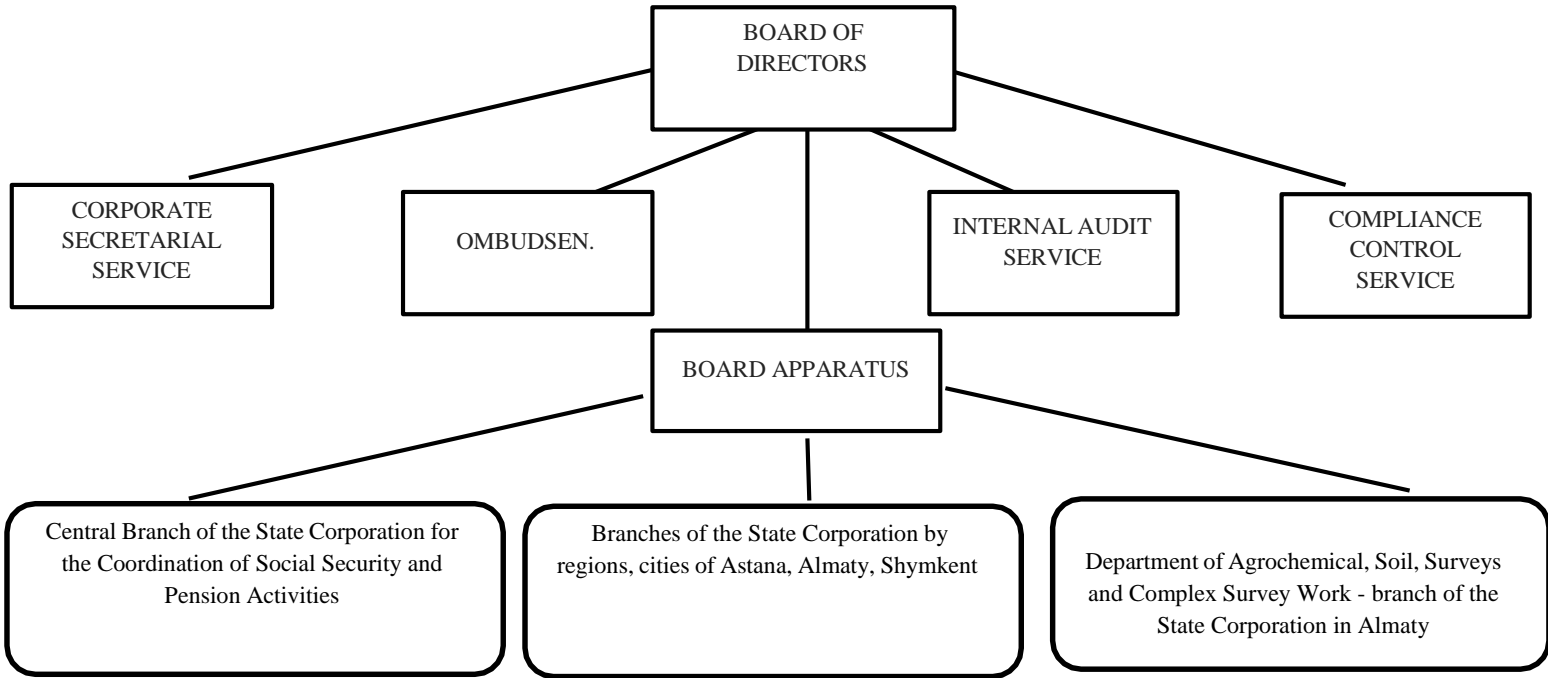 BOARD OF
DIRECTORS
CORPORATE
SECRETARIAL
SERVICE
OMBUDSEN.
INTERNAL AUDIT
SERVICE
COMPLIANCE
CONTROL
SERVICE
BOARD APPARATUS
Central Branch of the State Corporation for
the Coordination of Social Security and
Pension Activities
Branches of the State Corporation by
regions, cities of Astana, Almaty, Shymkent
Department of Agrochemical, Soil, Surveys
and Complex Survey Work - branch of the
State Corporation in Almaty